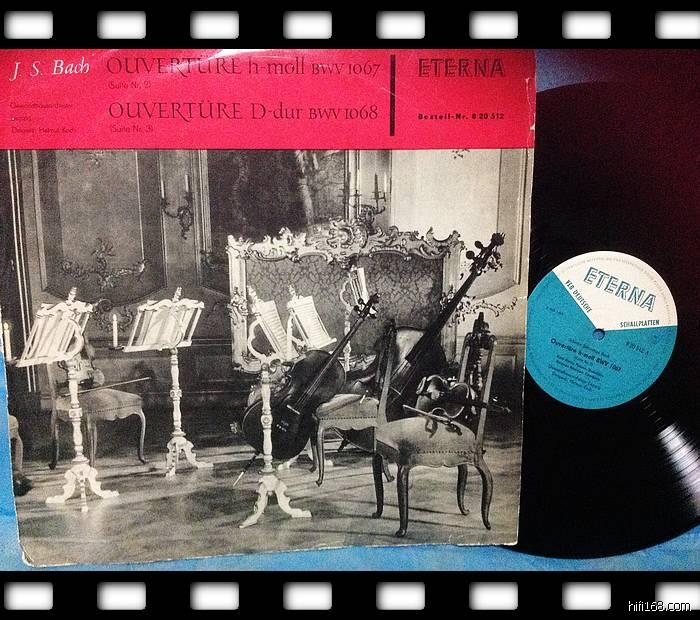 J. S. Bach
OUVERTÜRE h-moll BWV 1067
(Suite Nr. 2)
OUVERTÜRE D-dur BWV 1068
(Suite Nr. 3)
Gewandhausorchester
Leipzig
Dirigent: Helmut Koch
ETERNA
Bestell-Nr. 8 20 512
ETERNA
VEB DEUTSCHE
SCHALLPLATTEN
Ouvertüre h-moll BWV 1067
hifi168.com